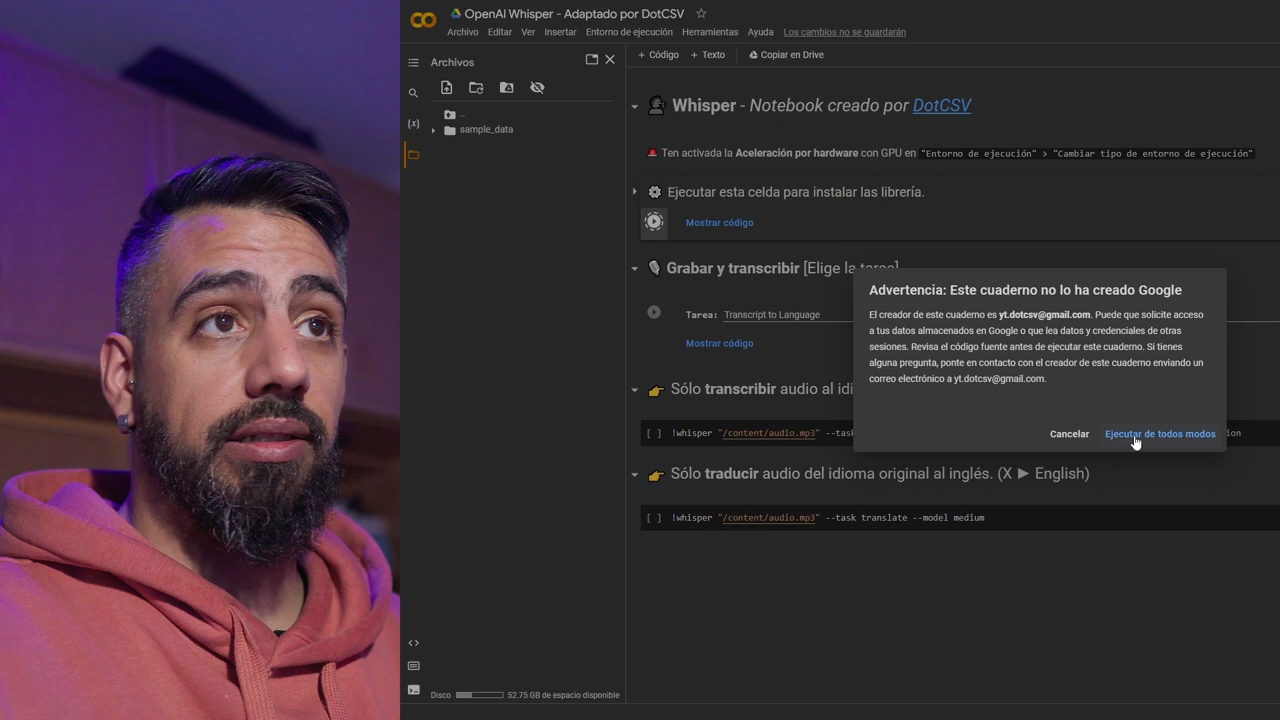 OpenAI Whisper - Adaptado por DotCSV
Archivo Editar Ver Insertar Entorno de ejecución Herramientas Ayuda Los cambios no se guardarán
Archivos
+ Código + Texto Copiar en Drive
..
sample_data
Whisper - Notebook creado por DotCSV
Ten activada la Aceleración por hardware con GPU en "Entorno de ejecución" > "Cambiar tipo de entorno de ejecución"
Ejecutar esta celda para instalar las librería.
Mostrar código
Grabar y transcribir [Elige la tarea]
Tarea: Transcript to Language
Mostrar código
Advertencia: Este cuaderno no lo ha creado Google
El creador de este cuaderno es yt.dotcsv@gmail.com. Puede que solicite acceso
a tus datos almacenados en Google o que lea datos y credenciales de otras
sesiones. Revisa el código fuente antes de ejecutar este cuaderno. Si tienes
alguna pregunta, ponte en contacto con el creador de este cuaderno enviando un
correo electrónico a yt.dotcsv@gmail.com.
Cancelar Ejecutar de todos modos
Sólo transcribir audio al idi
[ ] !whisper "/content/audio.mp3" --task ion
Sólo traducir audio del idioma original al inglés. (X ► English)
[ ] !whisper "/content/audio.mp3" --task translate --model medium
Disco 52.75 GB de espacio disponible